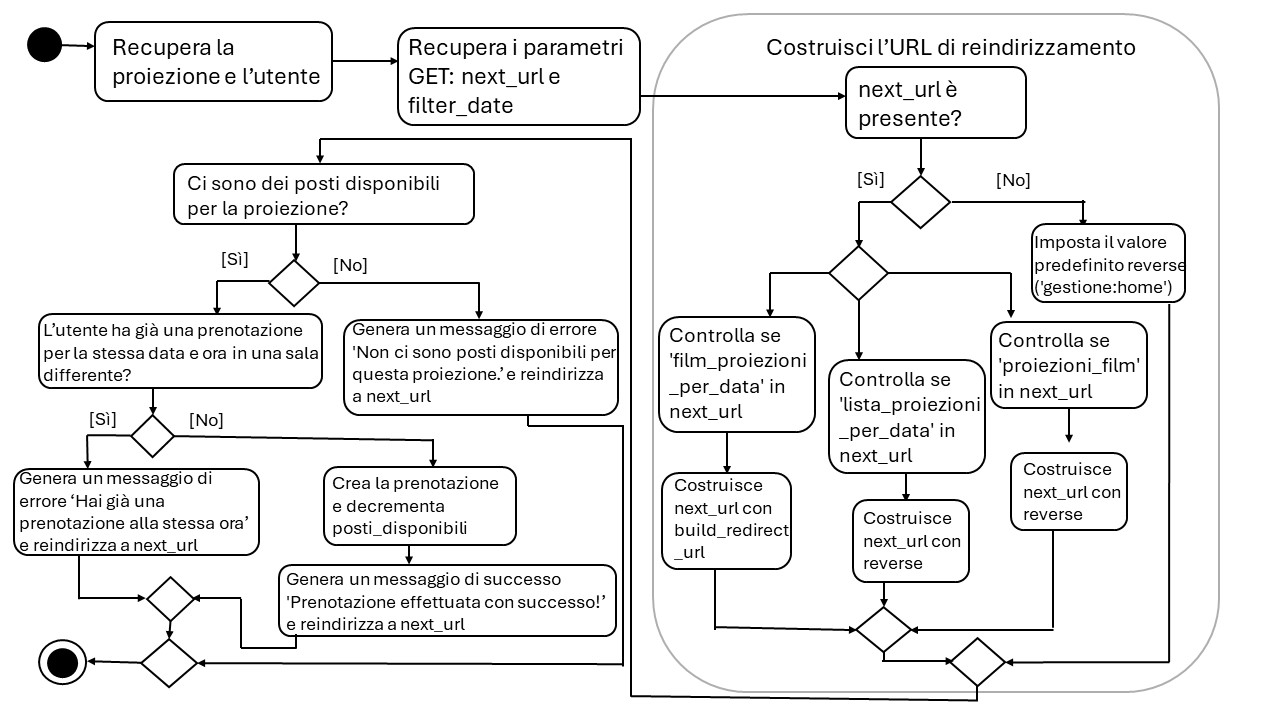 Recupera la
proiezione e l'utente
Recupera i parametri
GET: next_url e
filter_date
Costruisci l'URL di reindirizzamento
next_url è
presente?
[Sì]
[No]
Imposta il valore
predefinito reverse
('gestione:home')
Controlla se
'film_proiezioni
_per_data' in
next_url
Controlla se
'lista_proiezioni
_per_data' in
next_url
Controlla se
'proiezioni_film'
in next_url
Costruisce
next_url con
build_redirect
_url
Costruisce
next_url con
reverse
Costruisce
next_url con
reverse
Ci sono dei posti disponibili
per la proiezione?
[Sì]
[No]
L'utente ha già una prenotazione
per la stessa data e ora in una sala
differente?
Genera un messaggio di errore
'Non ci sono posti disponibili per
questa proiezione.' e reindirizza
a next_url
[Sì]
[No]
Genera un messaggio di
errore 'Hai già una
prenotazione alla stessa ora'
e reindirizza a next_url
Crea la prenotazione
e decrementa
posti_disponibili
Genera un messaggio di successo
'Prenotazione effettuata con successo!'
e reindirizza a next_url